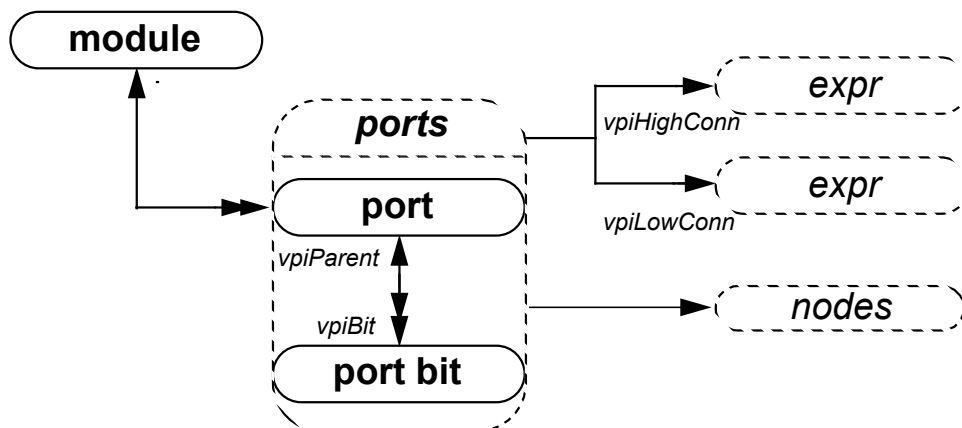 module
expr
vpiHighConn
ports
expr
port
vpiLowConn
vpiParent
nodes
vpiBit
port bit